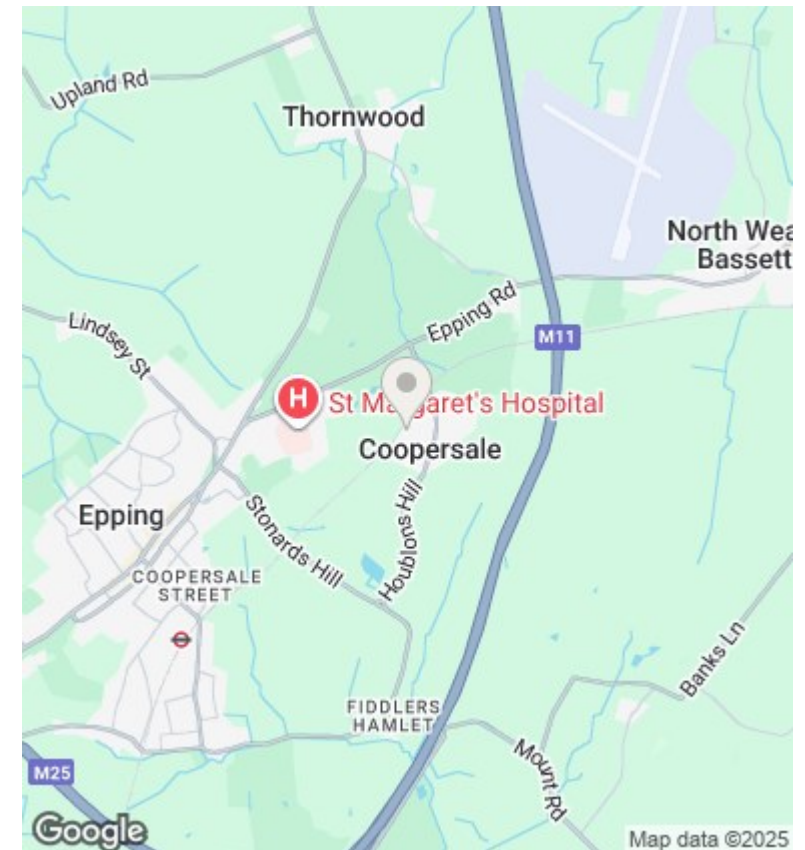 Upland Rd
Thornwood
North Wea
Bassett
Epping Rd
M11
Lindsey St
H
St Margaret's Hospital
Coopersale
Epping
Stonards Hill
Houblons Hill
COOPERSALE
STREET
Banks Ln
FIDDLERS
HAMLET
Mount Rd
M25
Google
Map data ©2025